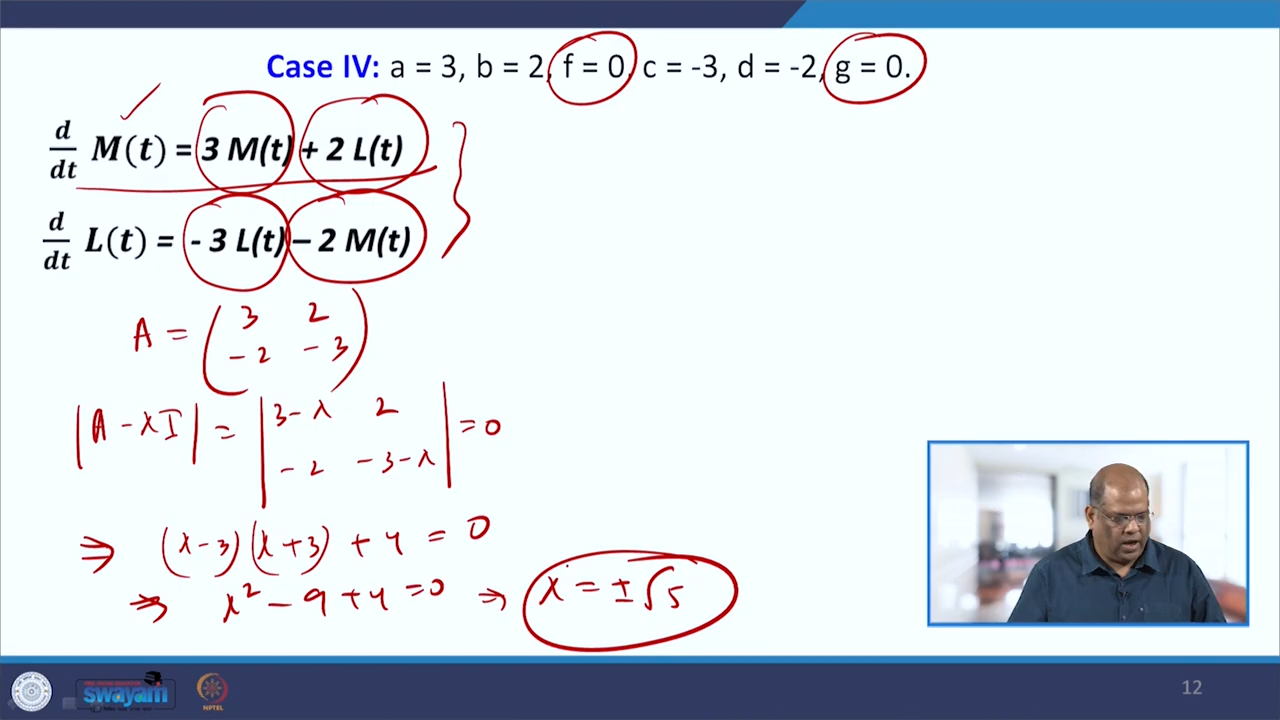 Case IV: a = 3, b = 2, f = 0, c = -3, d = -2, g = 0.
d/dt M(t) = 3 M(t) + 2 L(t)
d/dt L(t) = - 3 L(t) – 2 M(t)
A = ( 3 2
-2 -3 )
|A - λI| = | 3-λ 2
-2 -3-λ | = 0
⇒ (λ-3)(λ+3) + 4 = 0
⇒ λ² - 9 + 4 = 0 ⇒ λ = ± √5
swayam
NPTEL
12